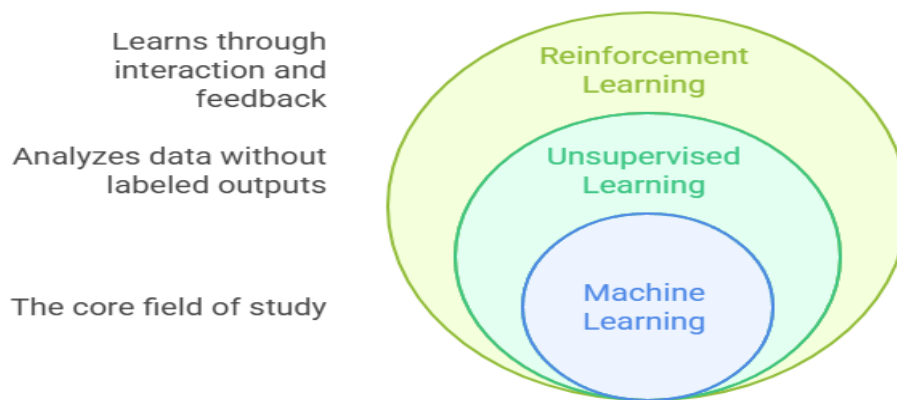 Learns through
interaction and
feedback
Reinforcement
Learning
Analyzes data without
labeled outputs
Unsupervised
Learning
The core field of study
Machine
Learning